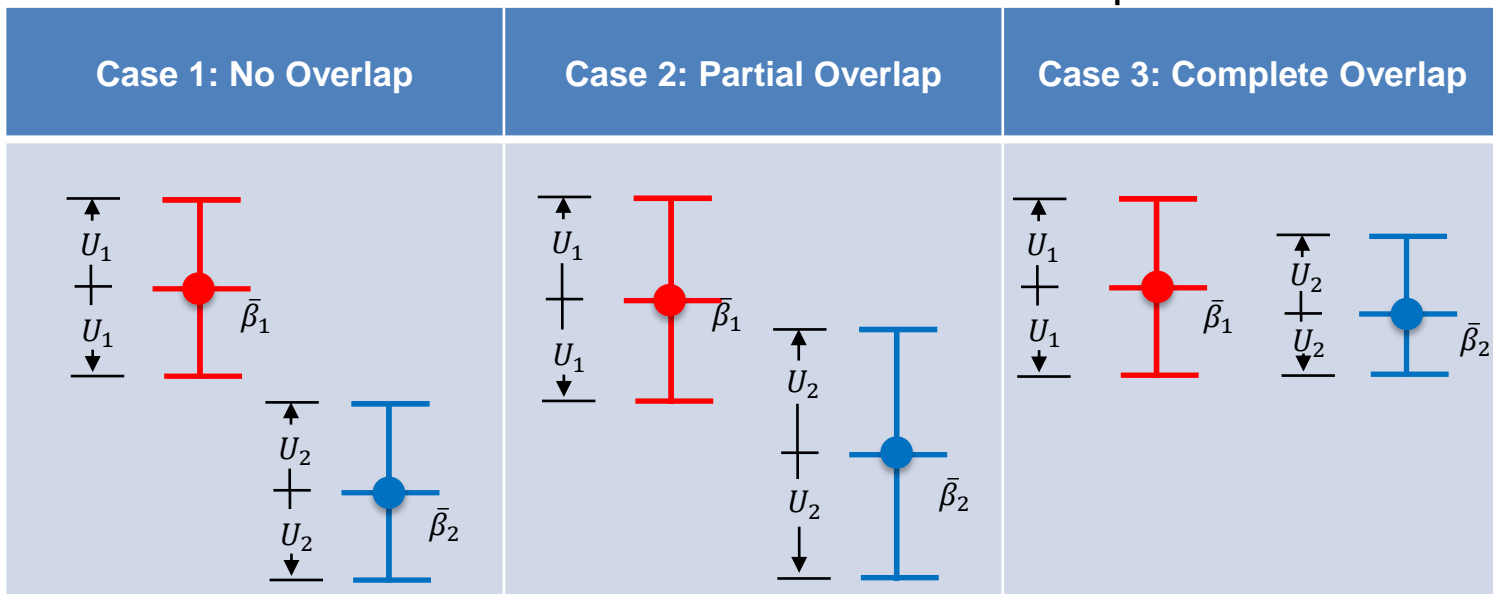 Case 1: No Overlap
Case 2: Partial Overlap
Case 3: Complete Overlap
U₁
β̄₁
U₁
U₂
β̄₂
U₂
U₁
β̄₁
U₁
U₂
β̄₂
U₂
U₁
β̄₁
U₁
U₂
β̄₂
U₂